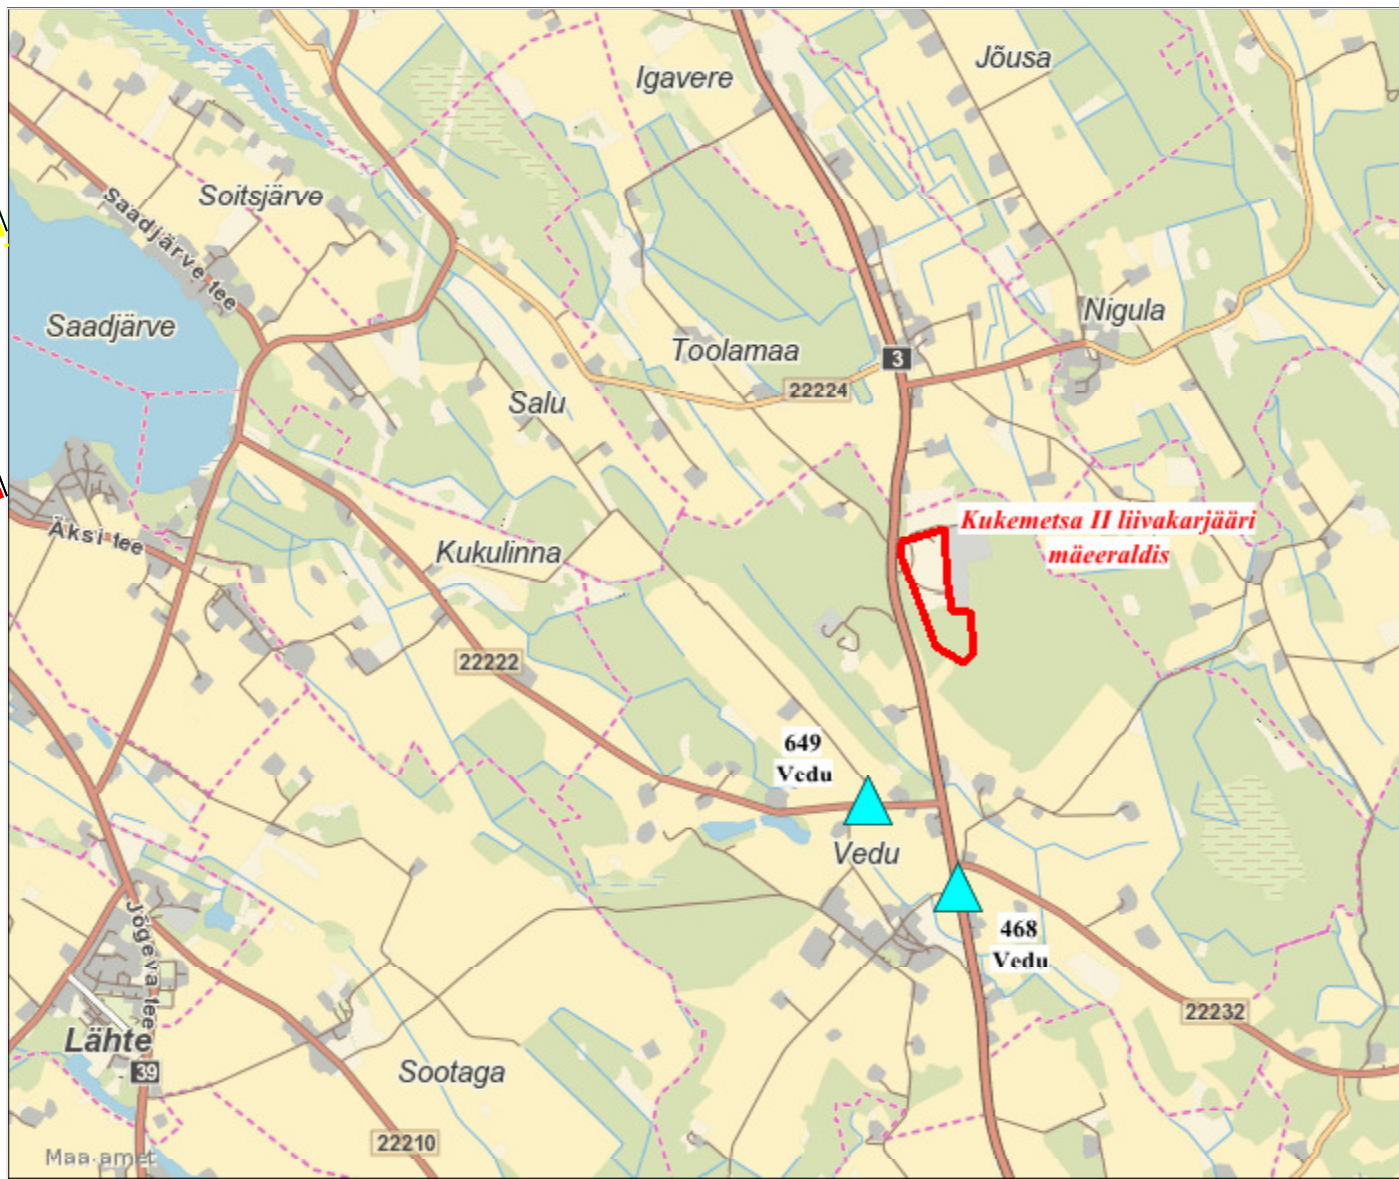 Igavere
Jõusa
Soitsjärve
Saadjärve tee
Saadjärve
Nigula
Toolamaa
3
22224
Salu
Kukemetsa II liivakarjääri
mäeeraldis
Äksi tee
Kukulinna
22222
649
Vedu
Vedu
468
Vedu
Jõgeva tee
22232
Lähte
39
Sootaga
22210
Maa-amet